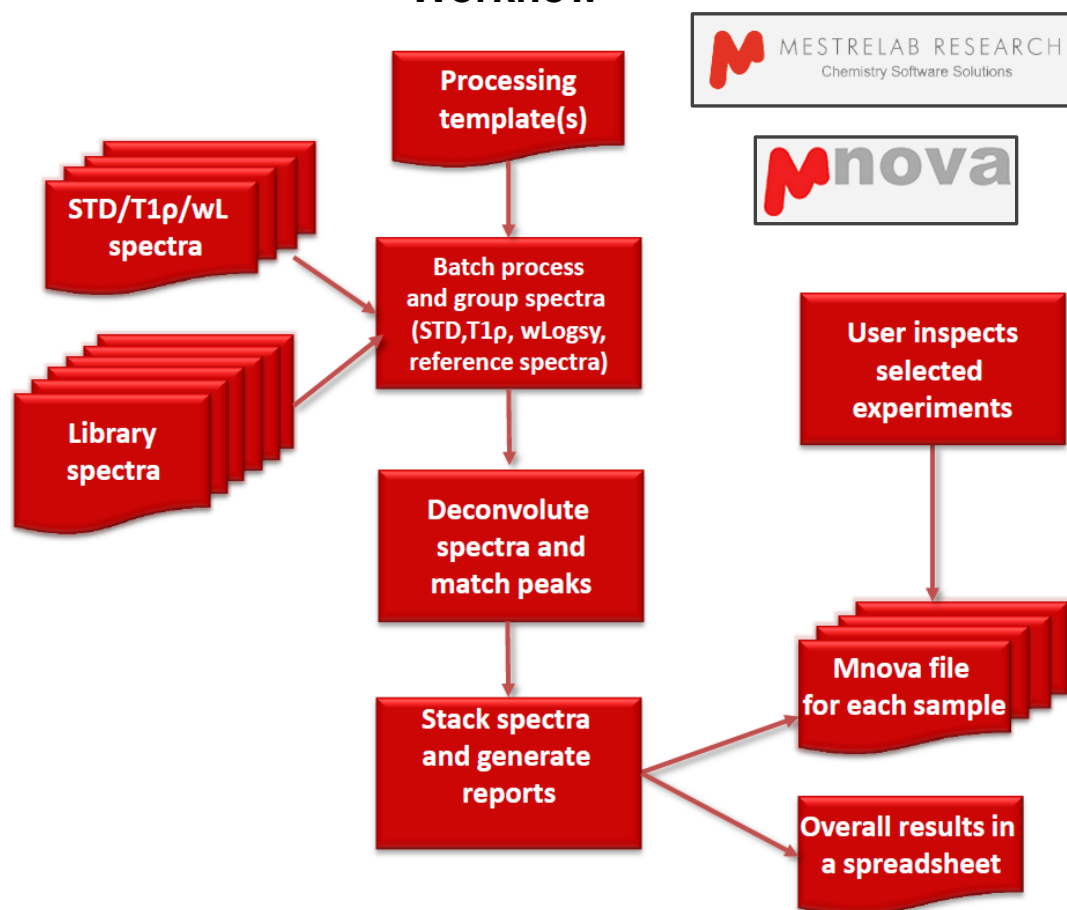 Workflow
MESTRELAB RESEARCH
Chemistry Software Solutions
Mnova
Processing
template(s)
STD/T1ρ/wL
spectra
Library
spectra
Batch process
and group spectra
(STD,T1ρ, wLogsy,
reference spectra)
Deconvolute
spectra and
match peaks
Stack spectra
and generate
reports
User inspects
selected
experiments
Mnova file
for each sample
Overall results in
a spreadsheet